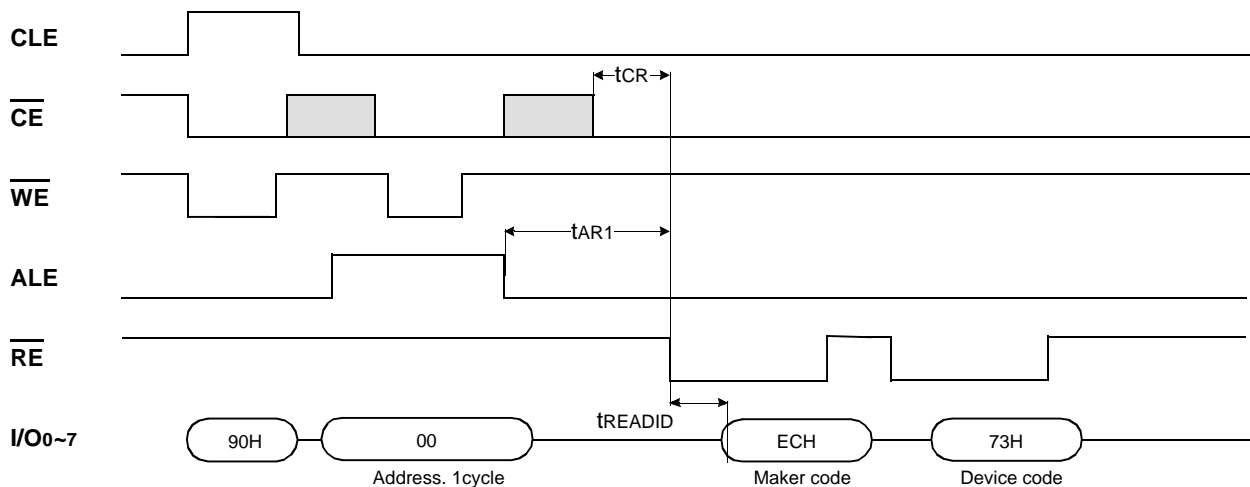 CLE
tCR
CE
WE
tAR1
ALE
RE
tREADID
I/O0~7
90H
00
ECH
73H
Address. 1cycle
Maker code
Device code